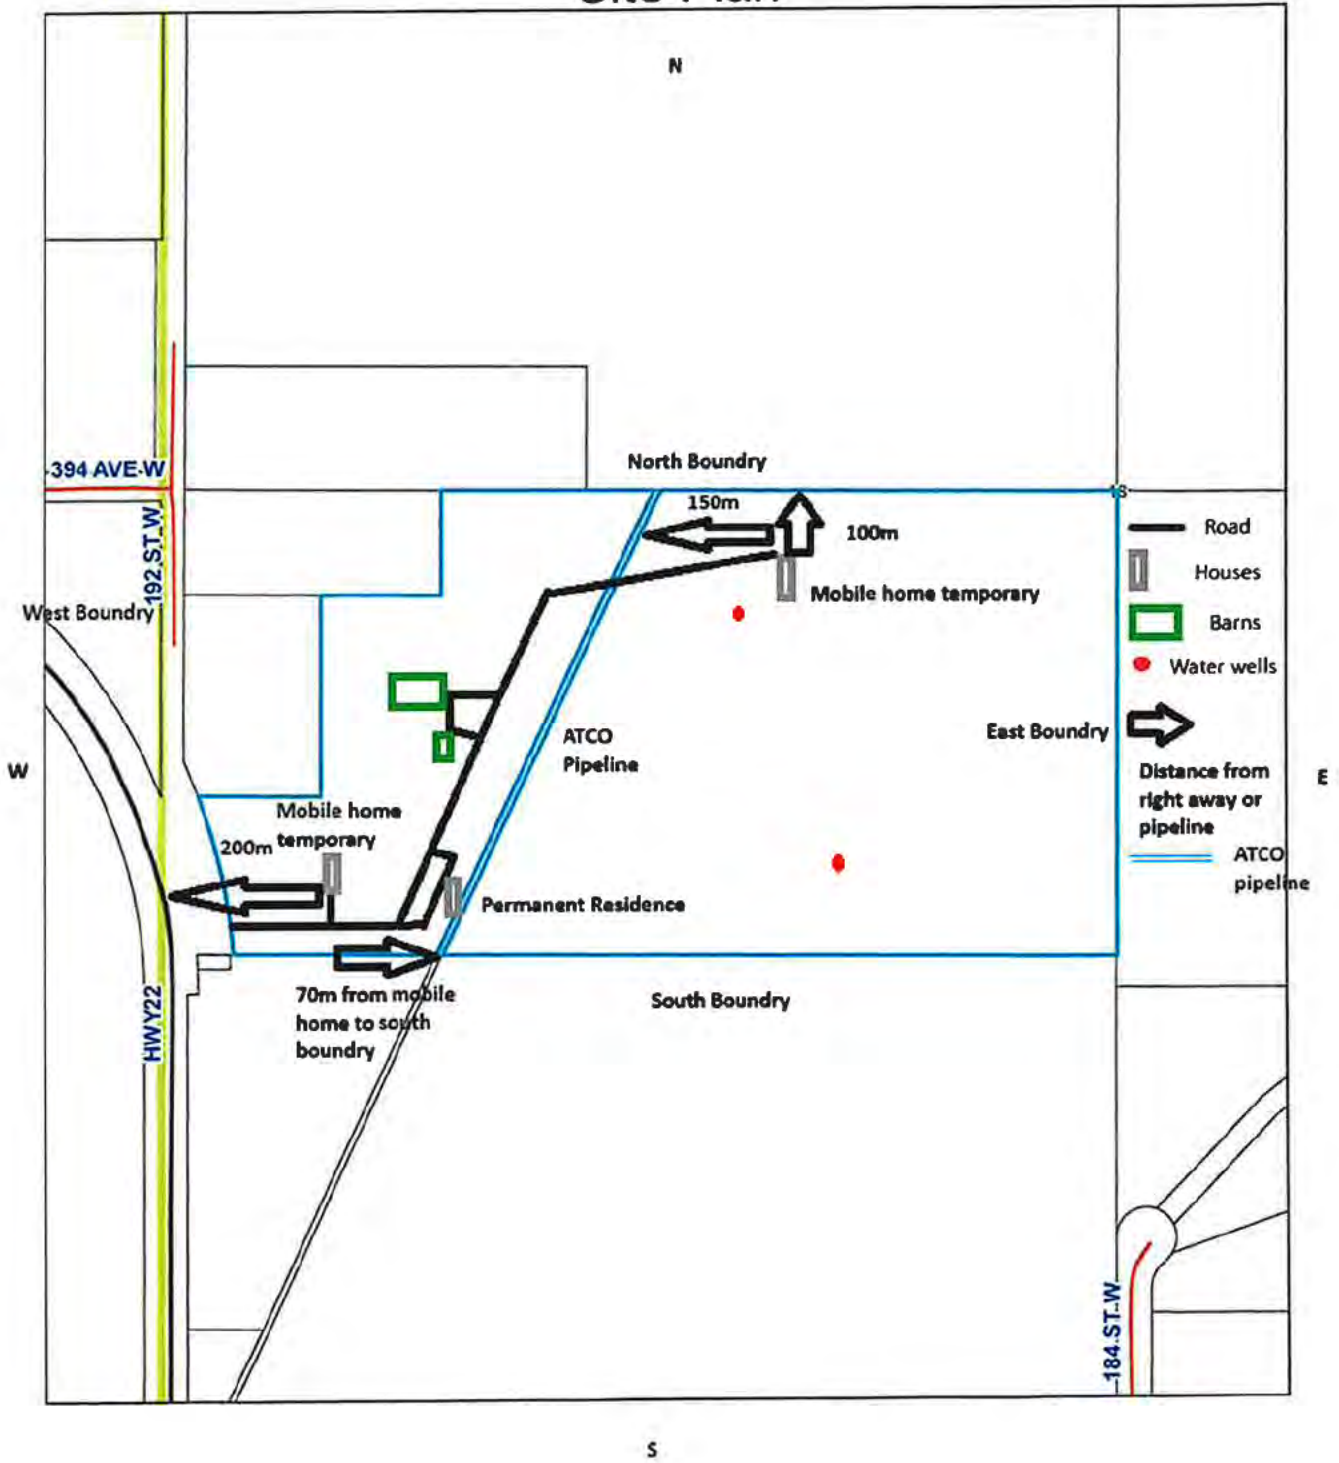 N
394 AVE W
192 ST W
North Boundry
150m
100m
Road
Houses
Mobile home temporary
West Boundry
Barns
Water wells
ATCO
Pipeline
East Boundry
W
Distance from
right away or
pipeline
E
Mobile home
temporary
200m
ATCO
pipeline
Permanent Residence
70m from mobile
home to south
boundry
South Boundry
HWY22
184 ST W
S